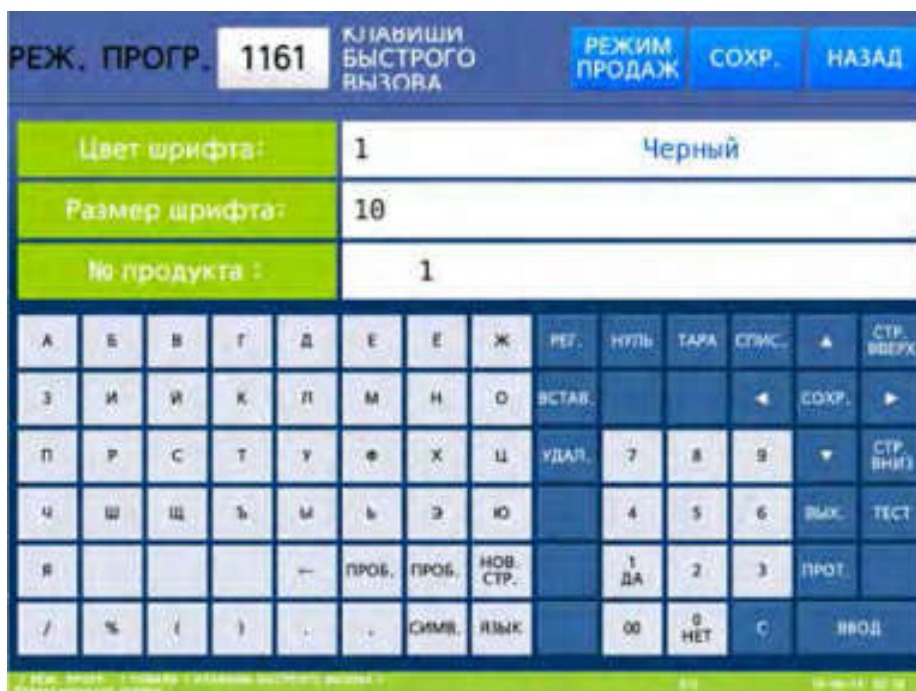 РЕЖ. ПРОГР. 1161 КЛАВИШИ БЫСТРОГО ВЫЗОВА РЕЖИМ ПРОДАЖ СОХР. НАЗАД
Цвет шрифта: 1 Черный
Размер шрифта: 10
№ продукта : 1
А Б В Г Д Е Ё Ж РЕГ. НУЛЬ ТАРА СПИС. ▲ СТР. ВВЕРХ
З И Й К Л М Н О ВСТАВ. ◄ СОХР. ►
П Р С Т У Ф Х Ц УДАЛ. 7 8 9 ▼ СТР. ВНИЗ
Ч Ш Щ Ъ Ы Ь Э Ю 4 5 6 ВЫХ. ТЕСТ
Я ← ПРОБ. ПРОБ. НОВ. СТР. 1 ДА 2 3 ПРОТ.
/ % ( ) СИМВ. ЯЗЫК 00 0 НЕТ С ВВОД